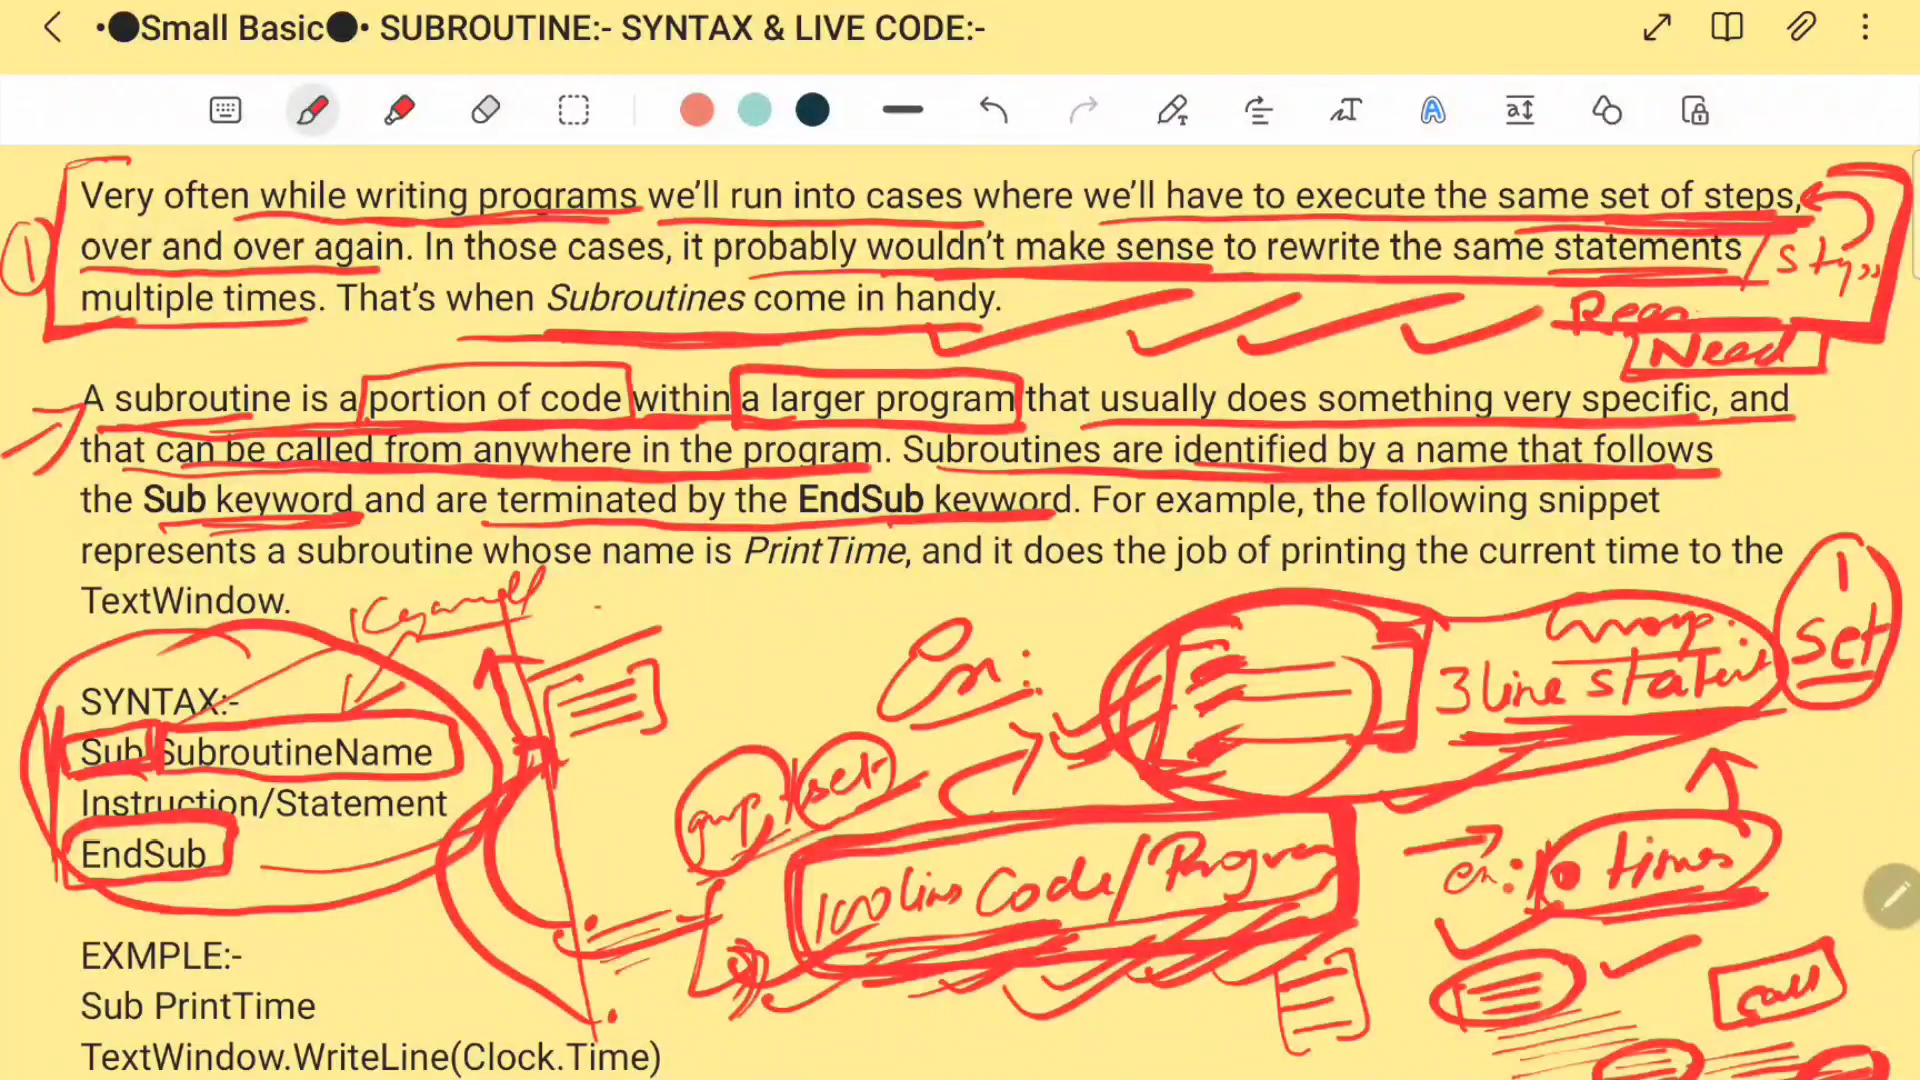 •●Small Basic●• SUBROUTINE:- SYNTAX & LIVE CODE:-
Very often while writing programs we’ll run into cases where we’ll have to execute the same set of steps,
over and over again. In those cases, it probably wouldn’t make sense to rewrite the same statements
multiple times. That’s when Subroutines come in handy.
Need
A subroutine is a portion of code within a larger program that usually does something very specific, and
that can be called from anywhere in the program. Subroutines are identified by a name that follows
the Sub keyword and are terminated by the EndSub keyword. For example, the following snippet
represents a subroutine whose name is PrintTime, and it does the job of printing the current time to the
TextWindow.
1
set
3 line
SYNTAX:-
Sub SubroutineName
Instruction/Statement
EndSub
set
100 lins Code/Program
10 times
call
EXMPLE:-
Sub PrintTime
TextWindow.WriteLine(Clock.Time)